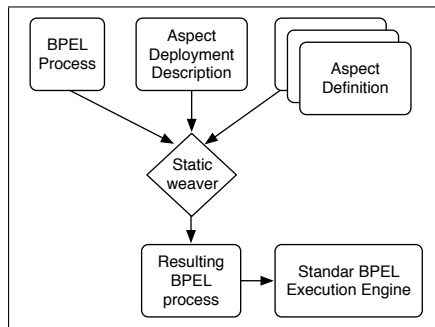 BPEL
Process
Aspect
Deployment
Description
Aspect
Definition
Static
weaver
Resulting
BPEL
process
Standar BPEL
Execution Engine